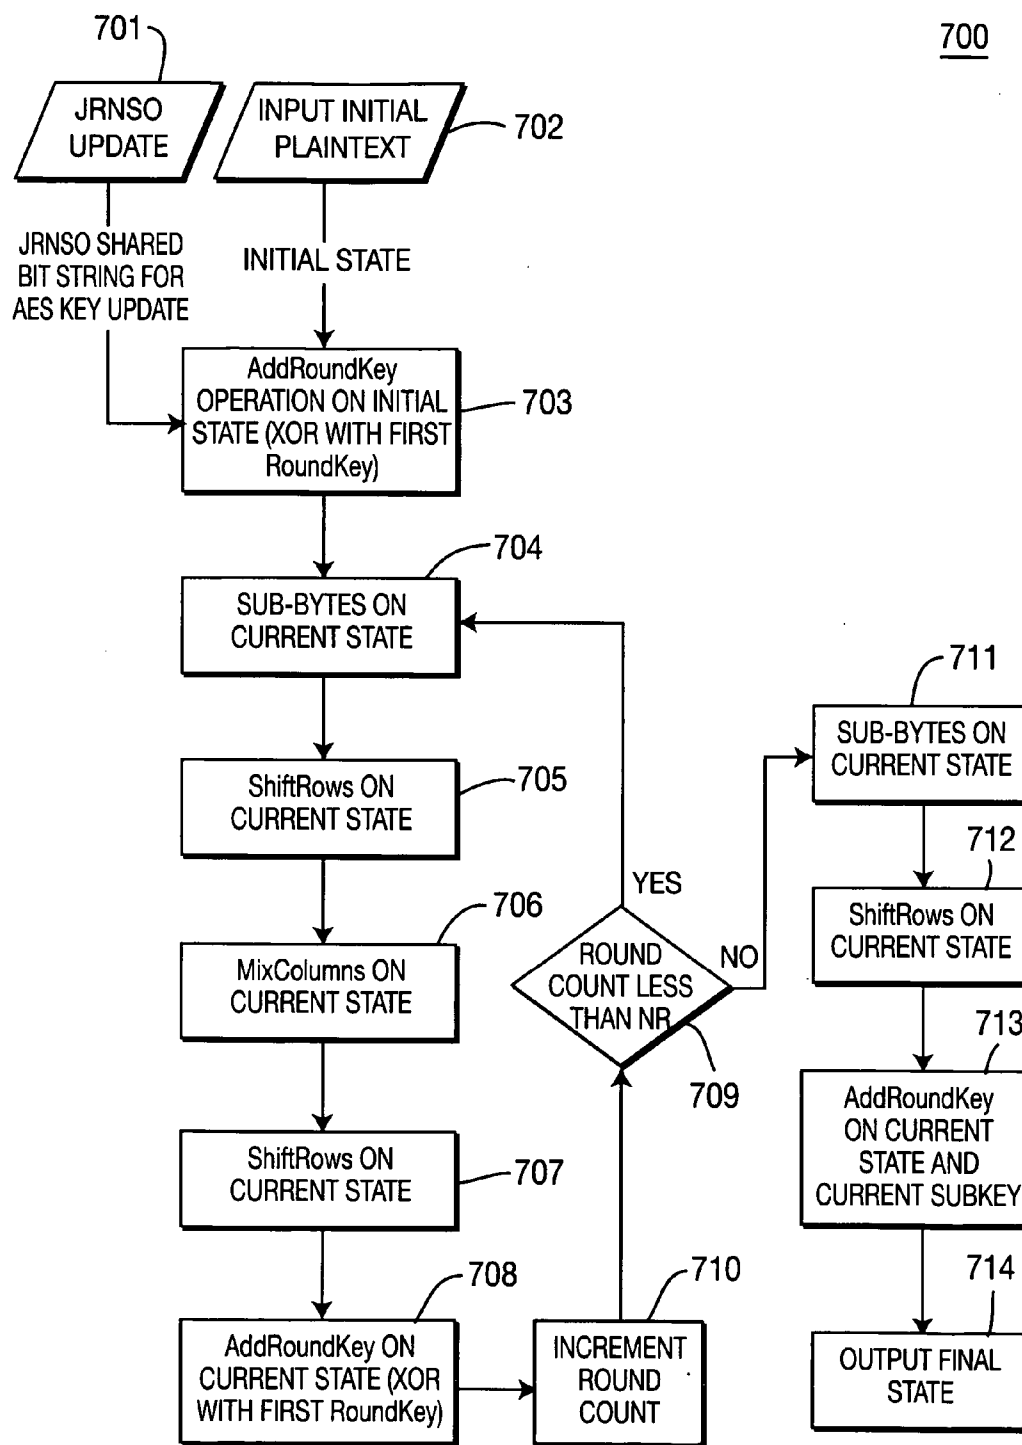 701
700
JRNSO
UPDATE
INPUT INITIAL
PLAINTEXT
702
JRNSO SHARED
BIT STRING FOR
AES KEY UPDATE
INITIAL STATE
AddRoundKey
OPERATION ON INITIAL
STATE (XOR WITH FIRST
RoundKey)
703
704
SUB-BYTES ON
CURRENT STATE
ShiftRows ON
CURRENT STATE
705
706
MixColumns ON
CURRENT STATE
ShiftRows ON
CURRENT STATE
707
708
AddRoundKey ON
CURRENT STATE (XOR
WITH FIRST RoundKey)
710
INCREMENT
ROUND
COUNT
YES
ROUND
COUNT LESS
THAN NR
NO
709
711
SUB-BYTES ON
CURRENT STATE
712
ShiftRows ON
CURRENT STATE
713
AddRoundKey
ON CURRENT
STATE AND
CURRENT SUBKEY
714
OUTPUT FINAL
STATE